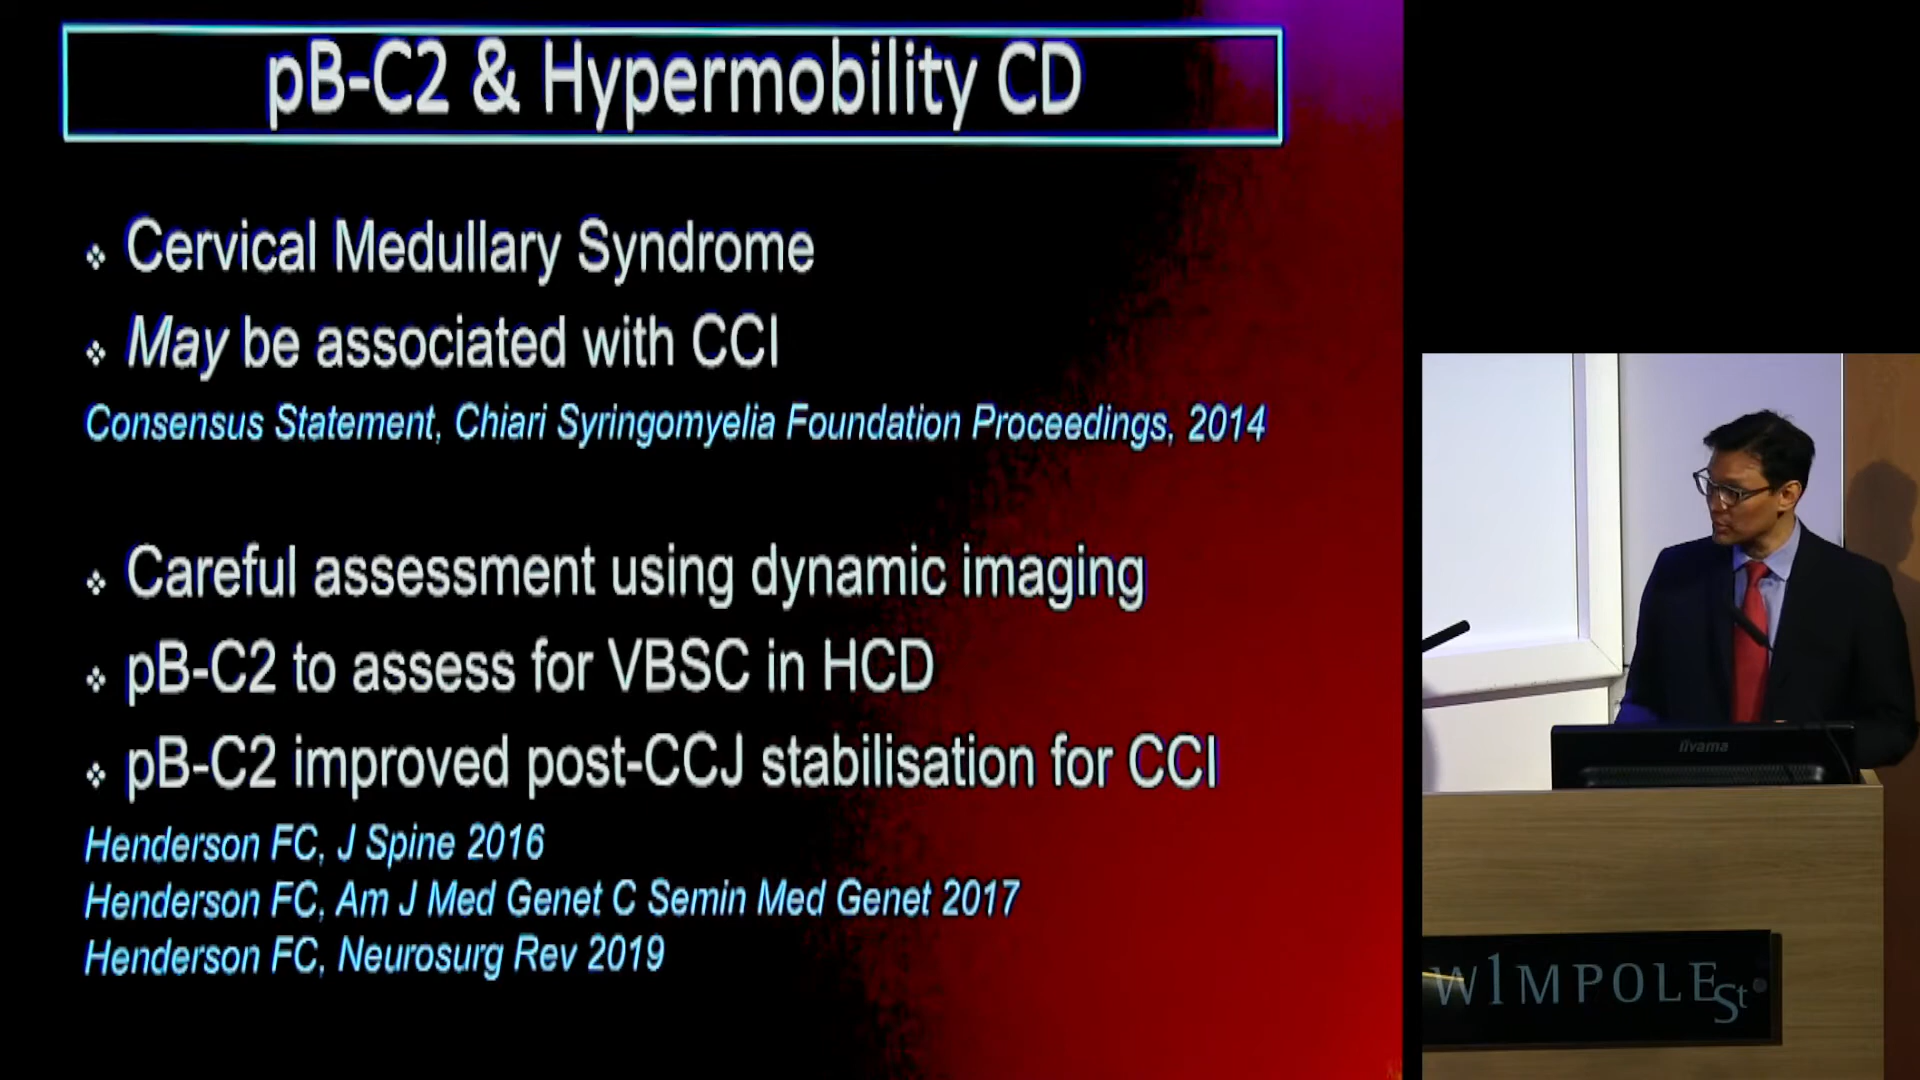 pB-C2 & Hypermobility CD
❖ Cervical Medullary Syndrome
❖ May be associated with CCI
Consensus Statement, Chiari Syringomyelia Foundation Proceedings, 2014
❖ Careful assessment using dynamic imaging
❖ pB-C2 to assess for VBSC in HCD
❖ pB-C2 improved post-CCJ stabilisation for CCI
Henderson FC, J Spine 2016
Henderson FC, Am J Med Genet C Semin Med Genet 2017
Henderson FC, Neurosurg Rev 2019
iiyama
W1MPOLE St